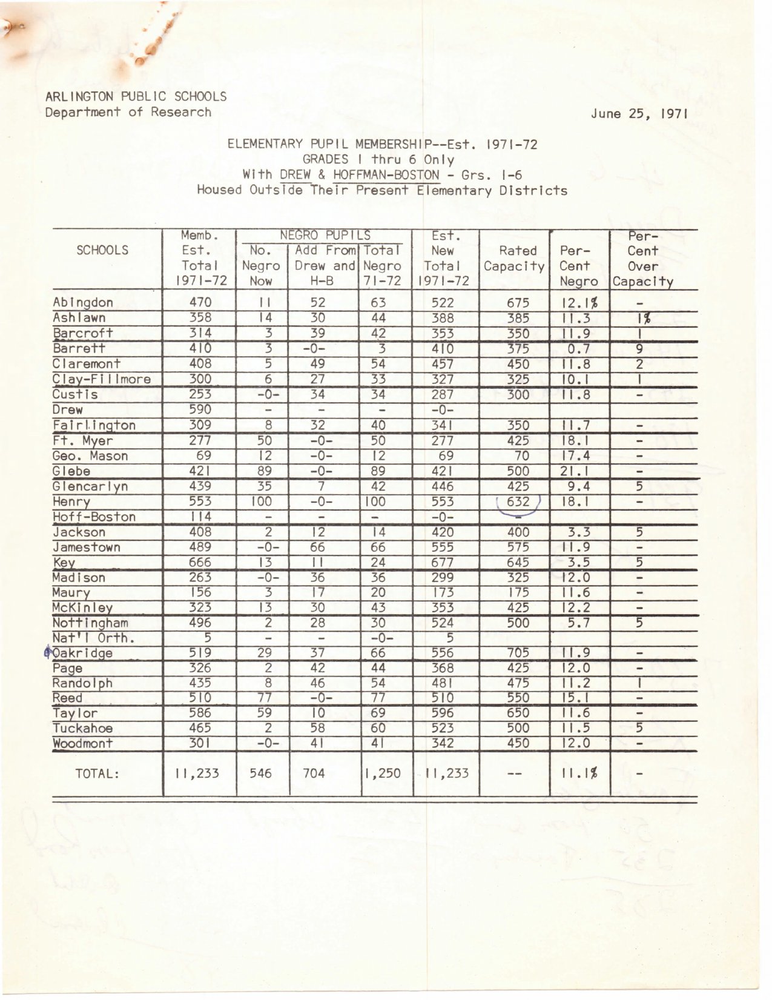 ARLINGTON PUBLIC SCHOOLS
Department of Research
June 25, 1971
ELEMENTARY PUPIL MEMBERSHIP--Est. 1971-72
GRADES 1 thru 6 Only
With DREW & HOFFMAN-BOSTON - Grs. 1-6
Housed Outside Their Present Elementary Districts
Memb. NEGRO PUPILS Est. Per-
SCHOOLS Est. No. Add From Total New Rated Per- Cent
Total Negro Drew and Negro Total Capacity Cent Over
1971-72 Now H-B 71-72 1971-72 Negro Capacity
Abingdon 470 11 52 63 522 675 12.1% -
Ashlawn 358 14 30 44 388 385 11.3 1%
Barcroft 314 3 39 42 353 350 11.9 1
Barrett 410 3 -0- 3 410 375 0.7 9
Claremont 408 5 49 54 457 450 11.8 2
Clay-Fillmore 300 6 27 33 327 325 10.1 1
Custis 253 -0- 34 34 287 300 11.8 -
Drew 590 - - - -0-
Fairlington 309 8 32 40 341 350 11.7 -
Ft. Myer 277 50 -0- 50 277 425 18.1 -
Geo. Mason 69 12 -0- 12 69 70 17.4 -
Glebe 421 89 -0- 89 421 500 21.1 -
Glencarlyn 439 35 7 42 446 425 9.4 5
Henry 553 100 -0- 100 553 632 18.1 -
Hoff-Boston 114 - - - -0- -
Jackson 408 2 12 14 420 400 3.3 5
Jamestown 489 -0- 66 66 555 575 11.9 -
Key 666 13 11 24 677 645 3.5 5
Madison 263 -0- 36 36 299 325 12.0 -
Maury 156 3 17 20 173 175 11.6 -
McKinley 323 13 30 43 353 425 12.2 -
Nottingham 496 2 28 30 524 500 5.7 5
Nat'l Orth. 5 - - -0- 5
Oakridge 519 29 37 66 556 705 11.9 -
Page 326 2 42 44 368 425 12.0 -
Randolph 435 8 46 54 481 475 11.2 1
Reed 510 77 -0- 77 510 550 15.1 -
Taylor 586 59 10 69 596 650 11.6 -
Tuckahoe 465 2 58 60 523 500 11.5 5
Woodmont 301 -0- 41 41 342 450 12.0 -
TOTAL: 11,233 546 704 1,250 11,233 -- 11.1% -